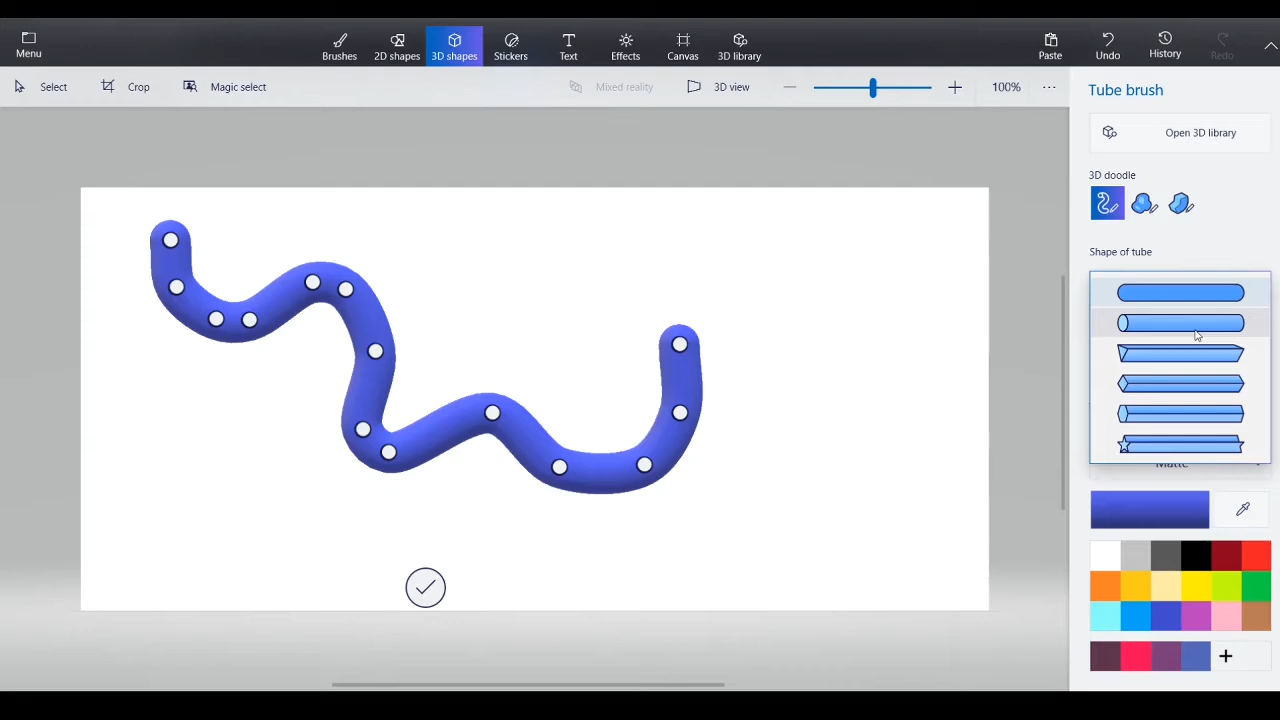 Menu
Brushes
2D shapes
3D shapes
Stickers
Text
Effects
Canvas
3D library
Paste
Undo
History
Redo
Select
Crop
Magic select
Mixed reality
3D view
100%
Tube brush
Open 3D library
3D doodle
Shape of tube
Matte